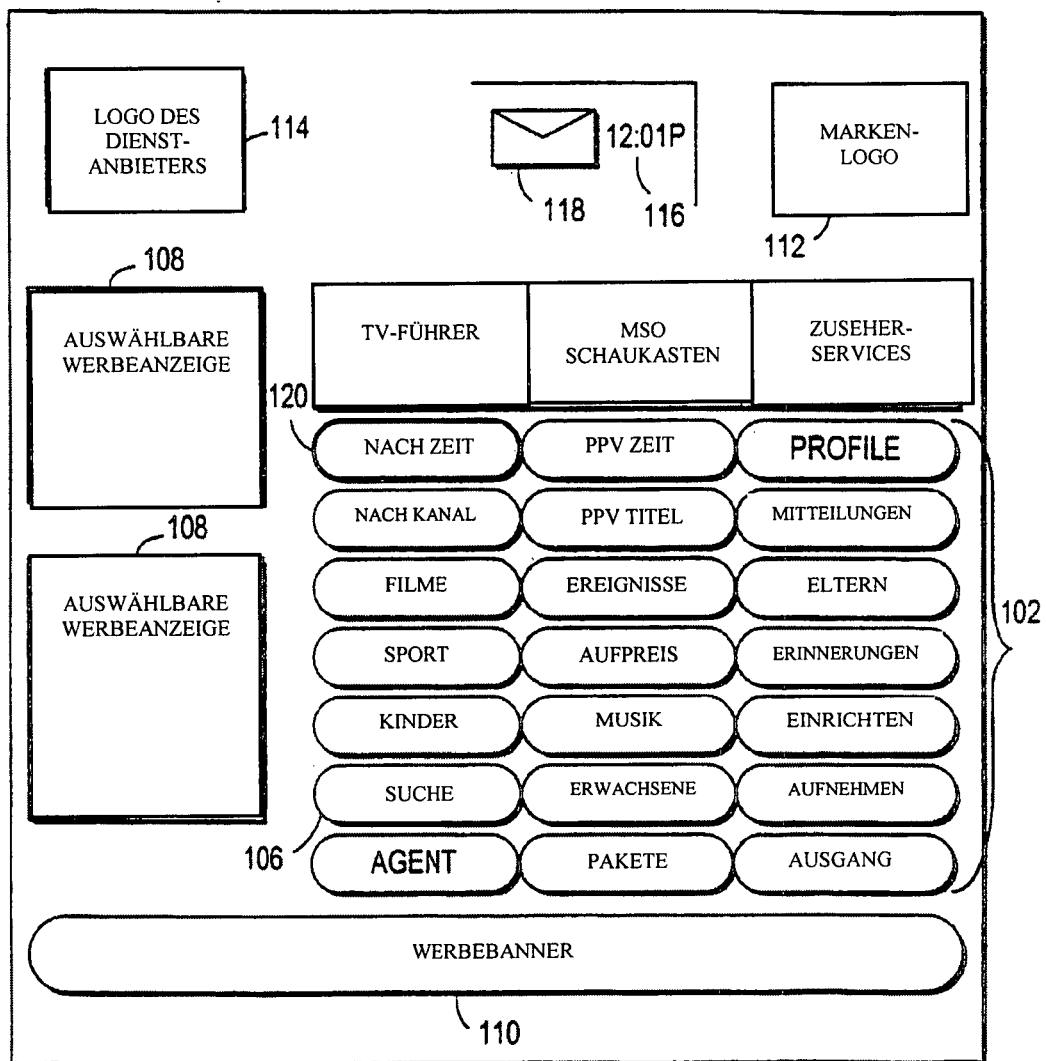 LOGO DES
DIENST-
ANBIETERS
114
12:01P
118
116
MARKEN-
LOGO
112
108
AUSWÄHLBARE
WERBEANZEIGE
TV-FÜHRER
MSO
SCHAUKASTEN
ZUSEHER-
SERVICES
120
NACH ZEIT
PPV ZEIT
PROFILE
NACH KANAL
PPV TITEL
MITTEILUNGEN
108
AUSWÄHLBARE
WERBEANZEIGE
FILME
EREIGNISSE
ELTERN
102
SPORT
AUFPREIS
ERINNERUNGEN
KINDER
MUSIK
EINRICHTEN
SUCHE
ERWACHSENE
AUFNEHMEN
106
AGENT
PAKETE
AUSGANG
WERBEBANNER
110